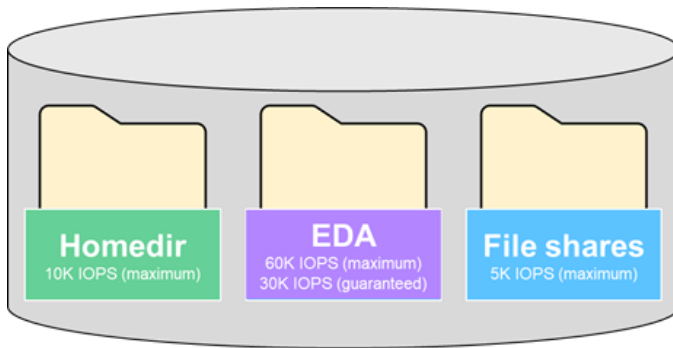 Homedir
10K IOPS (maximum)
EDA
60K IOPS (maximum)
30K IOPS (guaranteed)
File shares
5K IOPS (maximum)